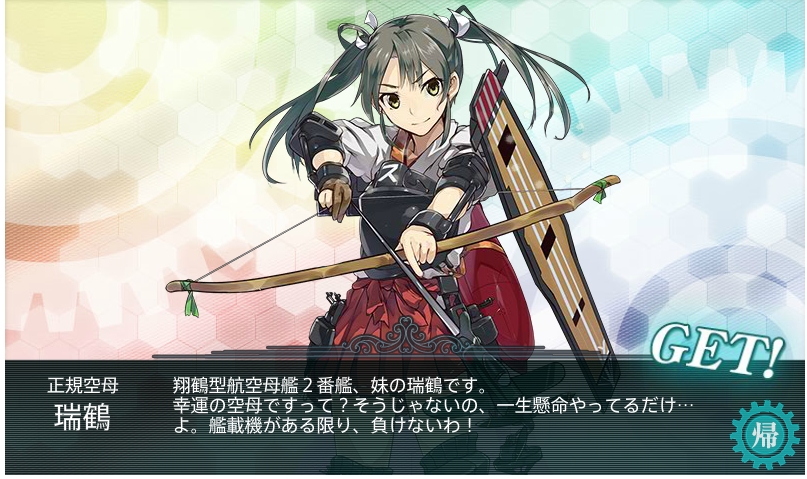 ス
GET!
正規空母
瑞鶴
翔鶴型航空母艦２番艦、妹の瑞鶴です。
幸運の空母ですって？そうじゃないの、一生懸命やってるだけ…
よ。艦載機がある限り、負けないわ！
帰